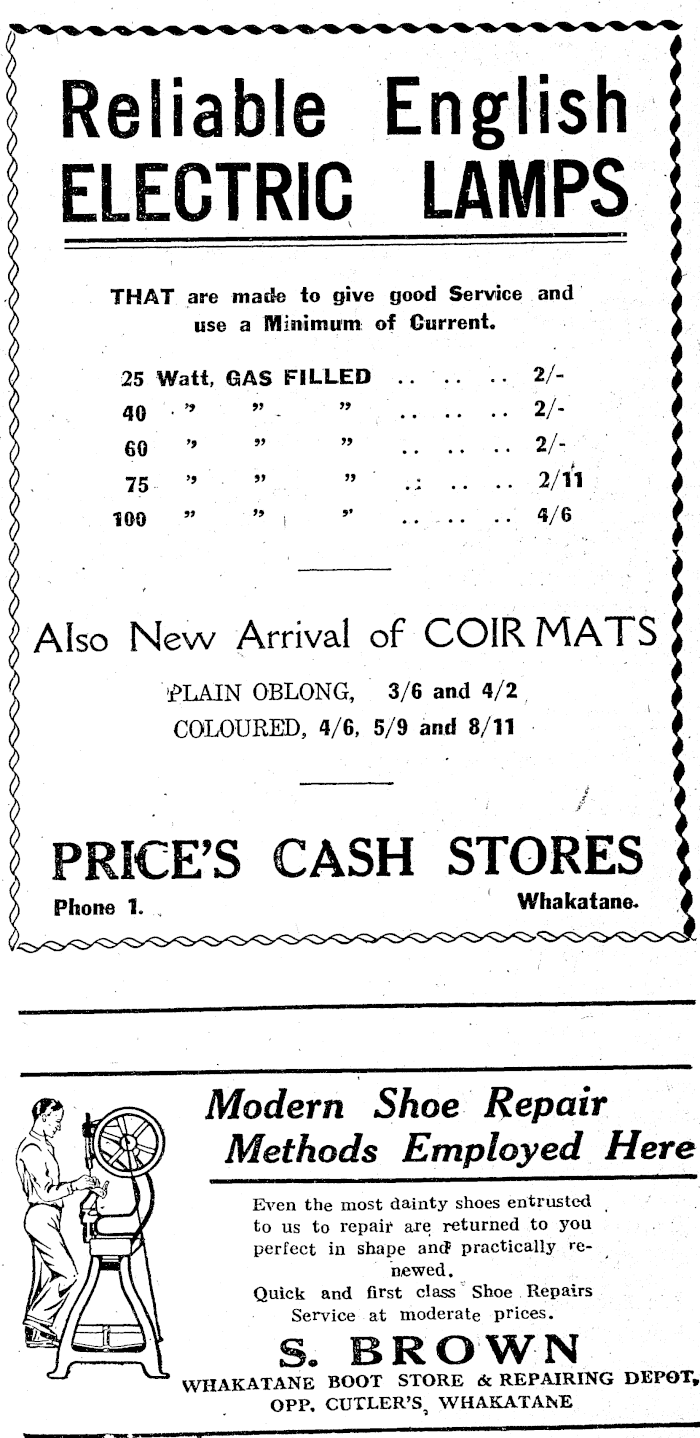 Reliable English
ELECTRIC LAMPS
THAT are made to give good Service and
use a Minimum of Current.
25 Watt, GAS FILLED .. .. .. 2/-
40 ” ” ” .. .. .. 2/-
60 ” ” ” .. .. .. 2/-
75 ” ” ” .. .. .. 2/11
100 ” ” ” .. .. .. 4/6
Also New Arrival of COIR MATS
PLAIN OBLONG, 3/6 and 4/2
COLOURED, 4/6, 5/9 and 8/11
PRICE'S CASH STORES
Phone 1. Whakatane.
Modern Shoe Repair
Methods Employed Here
Even the most dainty shoes entrusted
to us to repair are returned to you
perfect in shape and practically re-
newed.
Quick and first class Shoe Repairs
Service at moderate prices.
S. BROWN
WHAKATANE BOOT STORE & REPAIRING DEPOT,
OPP. CUTLER'S, WHAKATANE